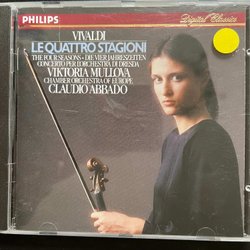 PHILIPS
Digital Classics
VIVALDI
LE QUATTRO STAGIONI
THE FOUR SEASONS • DIE VIER JAHRESZEITEN
CONCERTO PER L'ORCHESTRA DI DRESDA
VIKTORIA MULLOVA
CHAMBER ORCHESTRA OF EUROPE
CLAUDIO ABBADO